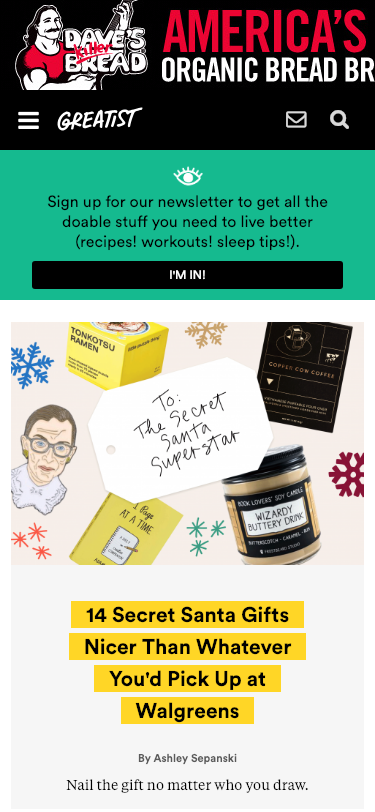 DAVE'S
killer
BREAD
AMERICA'S
ORGANIC BREAD BR
GREATIST
Sign up for our newsletter to get all the
doable stuff you need to live better
(recipes! workouts! sleep tips!).
I'M IN!
TONKOTSU
RAMEN
COPPER COW COFFEE
To:
The Secret
Santa
Superstar
1 Page
AT A TIME
BOOK LOVERS' SOY CANDLE
WIZARDY
BUTTERY DRINK
BUTTERSCOTCH · CARAMEL · RUM
FROSTBEARD STUDIO
14 Secret Santa Gifts
Nicer Than Whatever
You'd Pick Up at
Walgreens
By Ashley Sepanski
Nail the gift no matter who you draw.